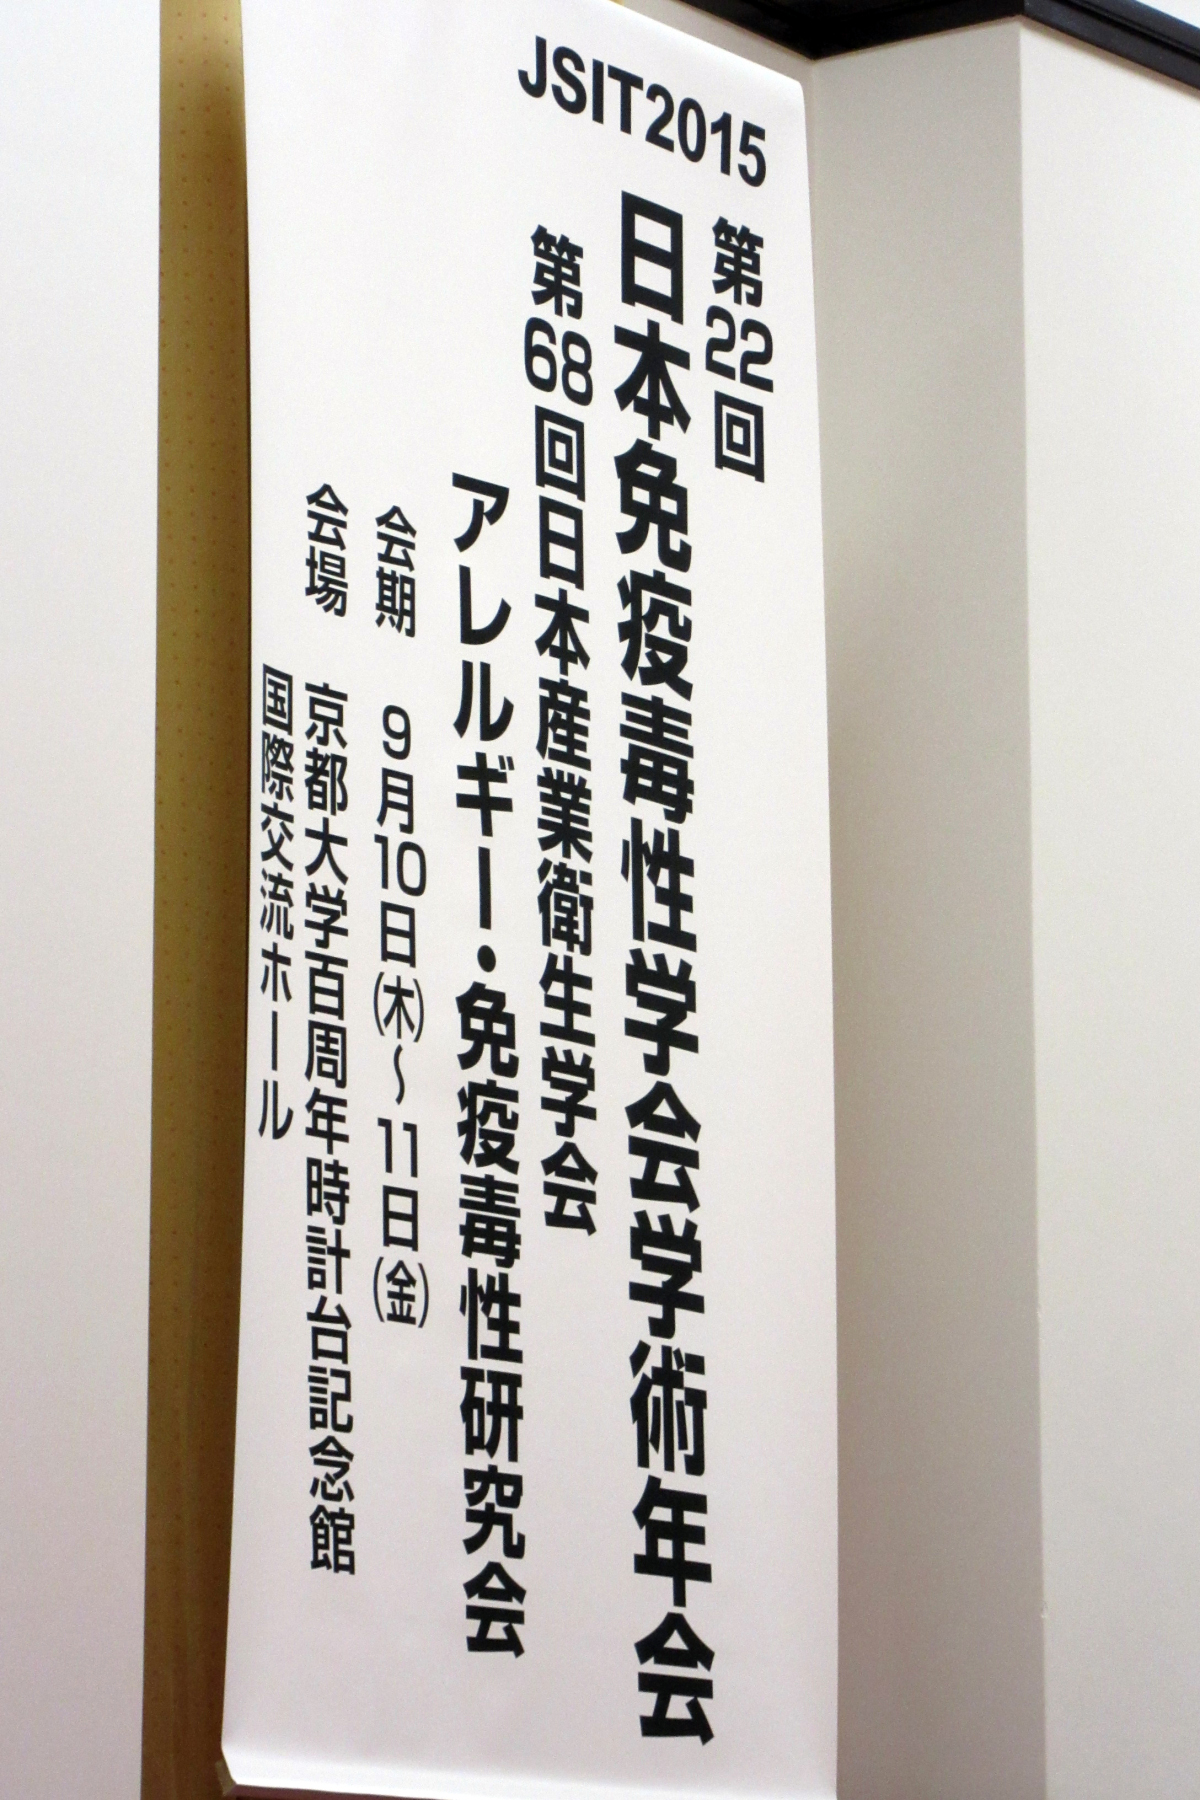 JSIT2015
第22回
日本免疫毒性学会学術年会
第68回日本産業衛生学会
アレルギー・免疫毒性研究会
会期 9月10日(木)～11日(金)
会場 京都大学百周年時計台記念館
国際交流ホール